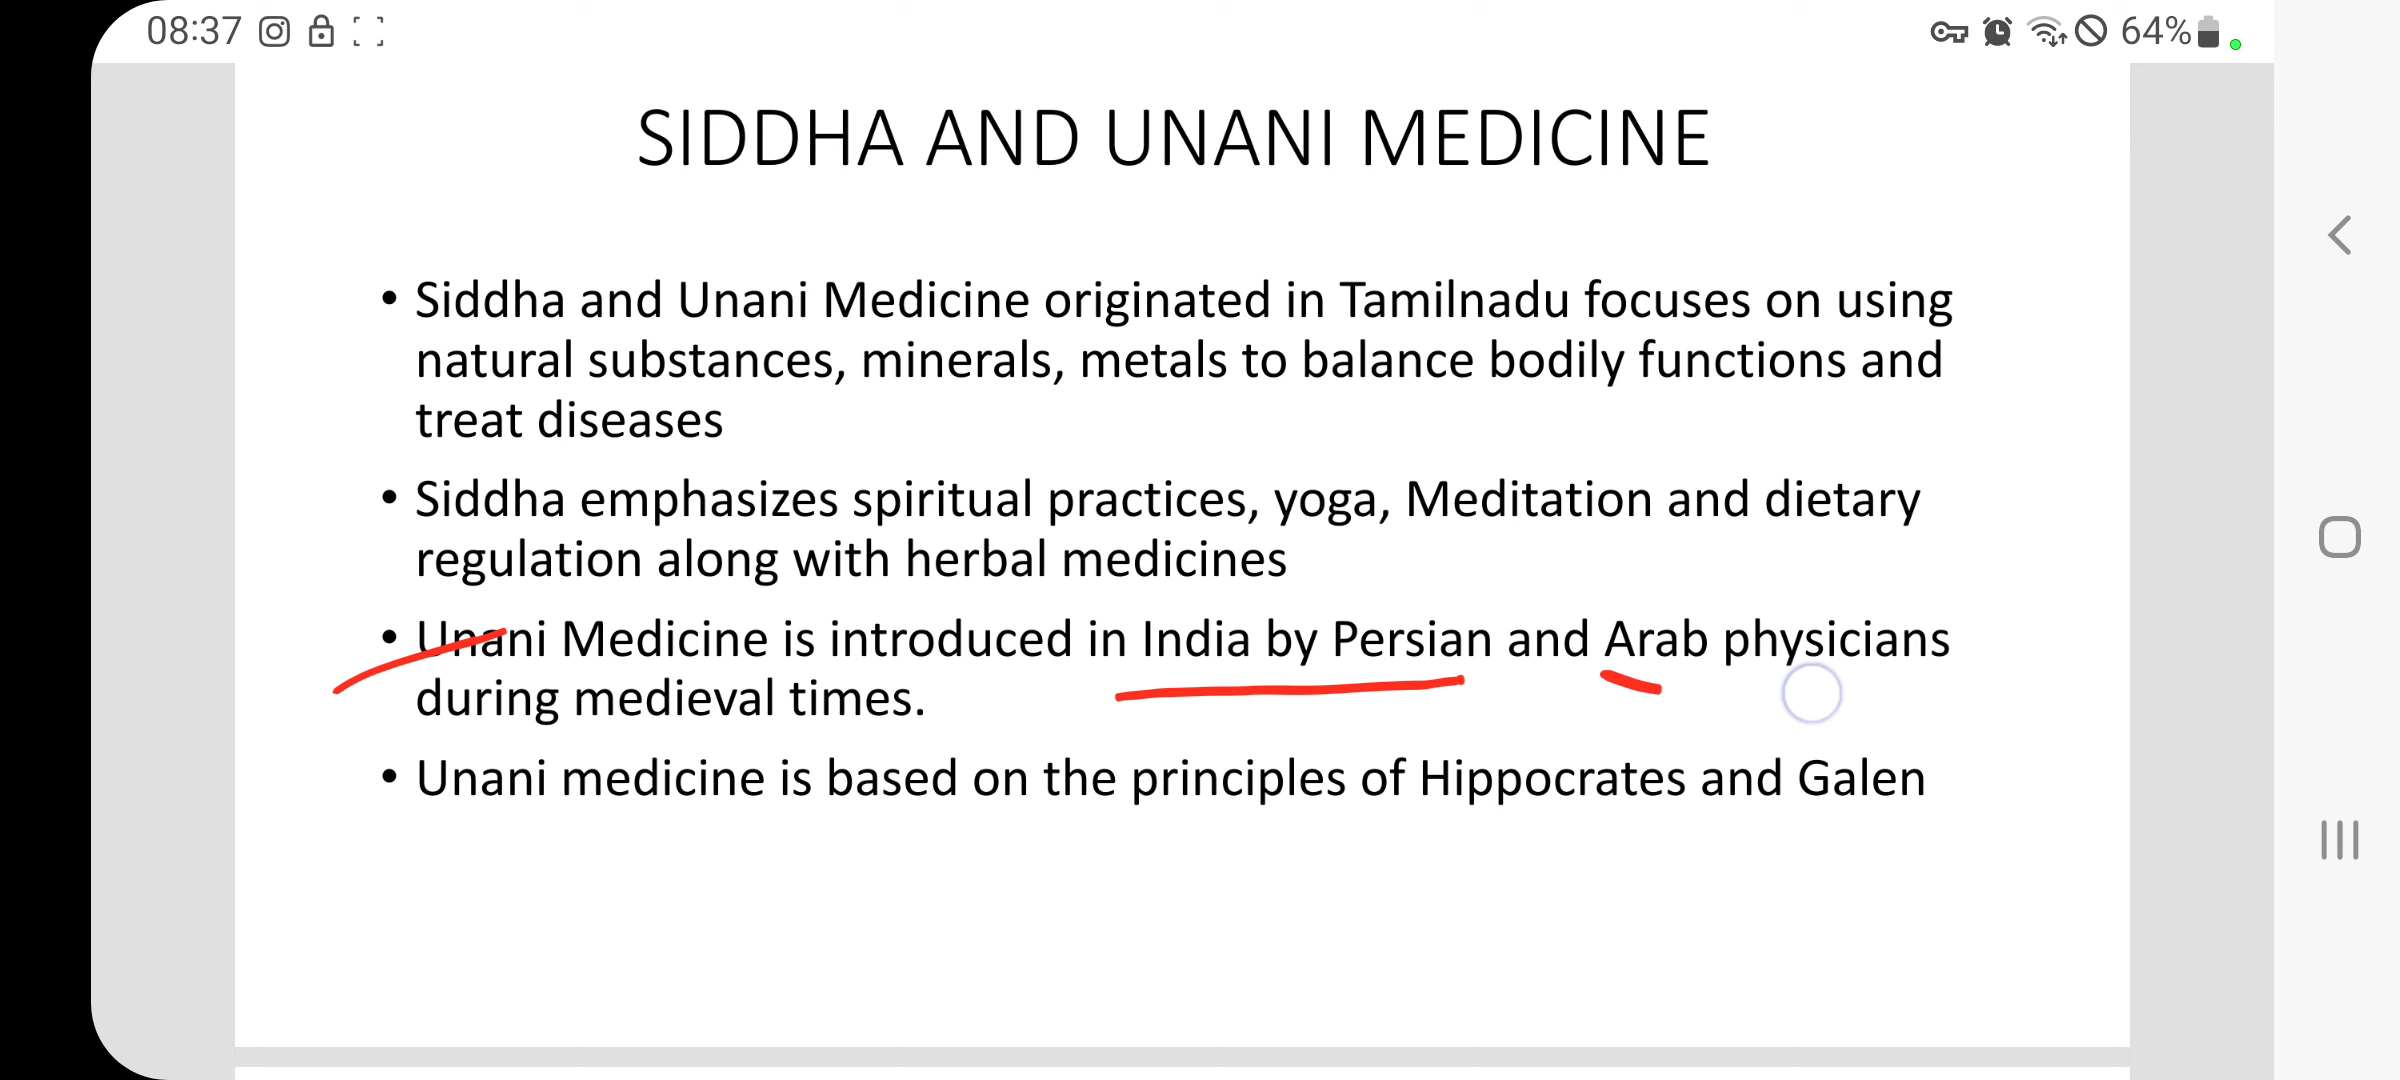 08:37
64%
SIDDHA AND UNANI MEDICINE
• Siddha and Unani Medicine originated in Tamilnadu focuses on using
natural substances, minerals, metals to balance bodily functions and
treat diseases
• Siddha emphasizes spiritual practices, yoga, Meditation and dietary
regulation along with herbal medicines
• Unani Medicine is introduced in India by Persian and Arab physicians
during medieval times.
• Unani medicine is based on the principles of Hippocrates and Galen